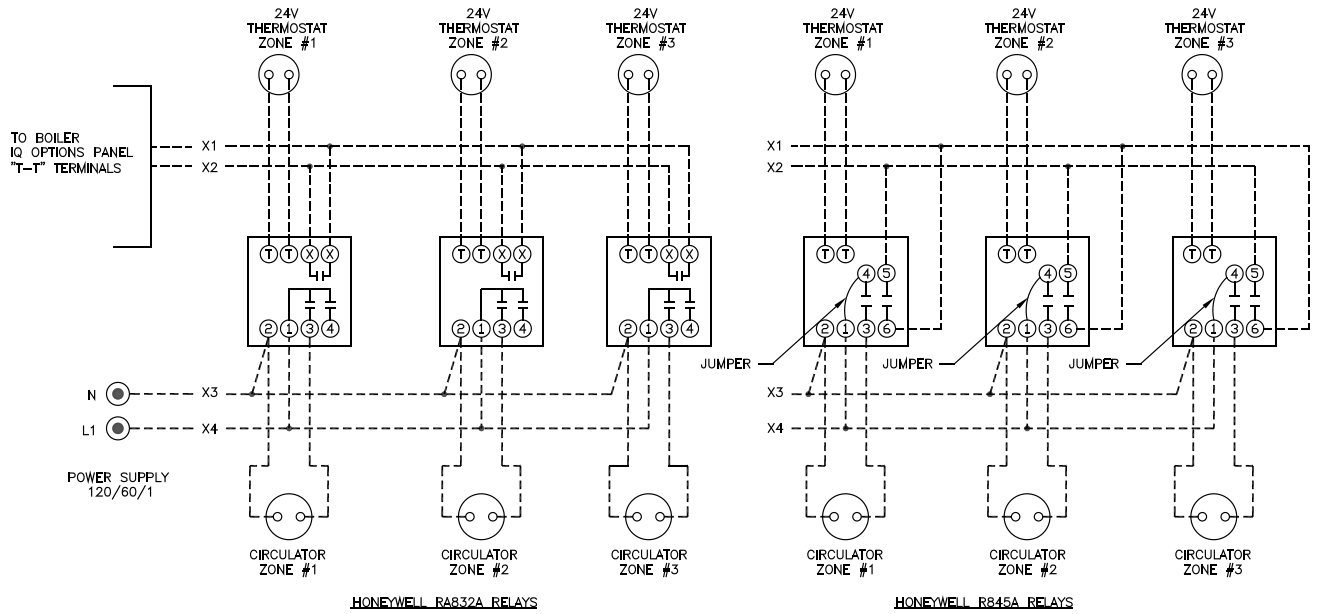 24V
THERMOSTAT
ZONE #1
24V
THERMOSTAT
ZONE #2
24V
THERMOSTAT
ZONE #3
24V
THERMOSTAT
ZONE #1
24V
THERMOSTAT
ZONE #2
24V
THERMOSTAT
ZONE #3
TO BOILER
IQ OPTIONS PANEL
"T-T" TERMINALS
X1
X2
X1
X2
T T X X
T T X X
T T X X
T T
4 5
T T
4 5
T T
4 5
2 1 3 4
2 1 3 4
2 1 3 4
2 1 3 6
2 1 3 6
2 1 3 6
JUMPER
JUMPER
JUMPER
N
X3
X3
L1
X4
X4
POWER SUPPLY
120/60/1
CIRCULATOR
ZONE #1
CIRCULATOR
ZONE #2
CIRCULATOR
ZONE #3
CIRCULATOR
ZONE #1
CIRCULATOR
ZONE #2
CIRCULATOR
ZONE #3
HONEYWELL RA832A RELAYS
HONEYWELL R845A RELAYS